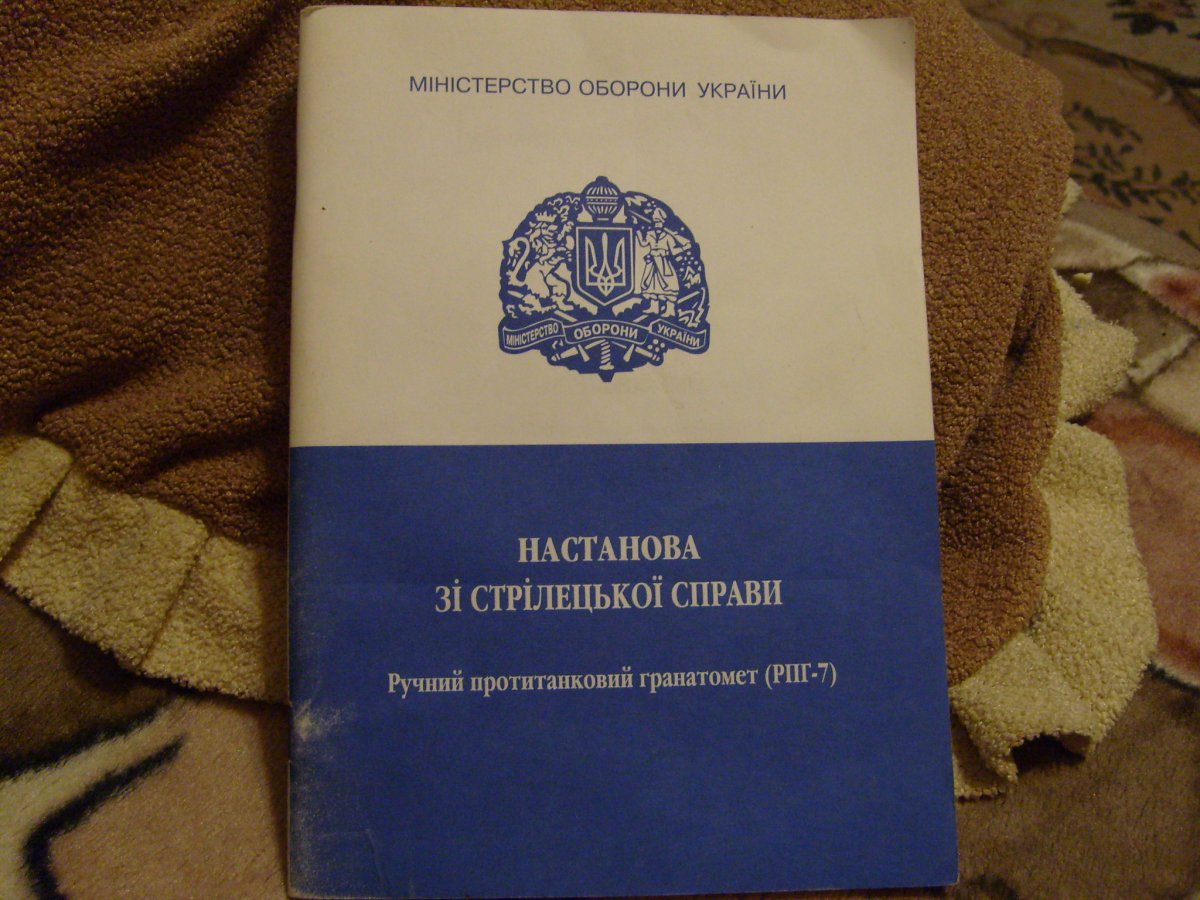 МІНІСТЕРСТВО ОБОРОНИ УКРАЇНИ
МІНІСТЕРСТВО ОБОРОНИ УКРАЇНИ
НАСТАНОВА
ЗІ СТРІЛЕЦЬКОЇ СПРАВИ
Ручний протитанковий гранатомет (РПГ-7)